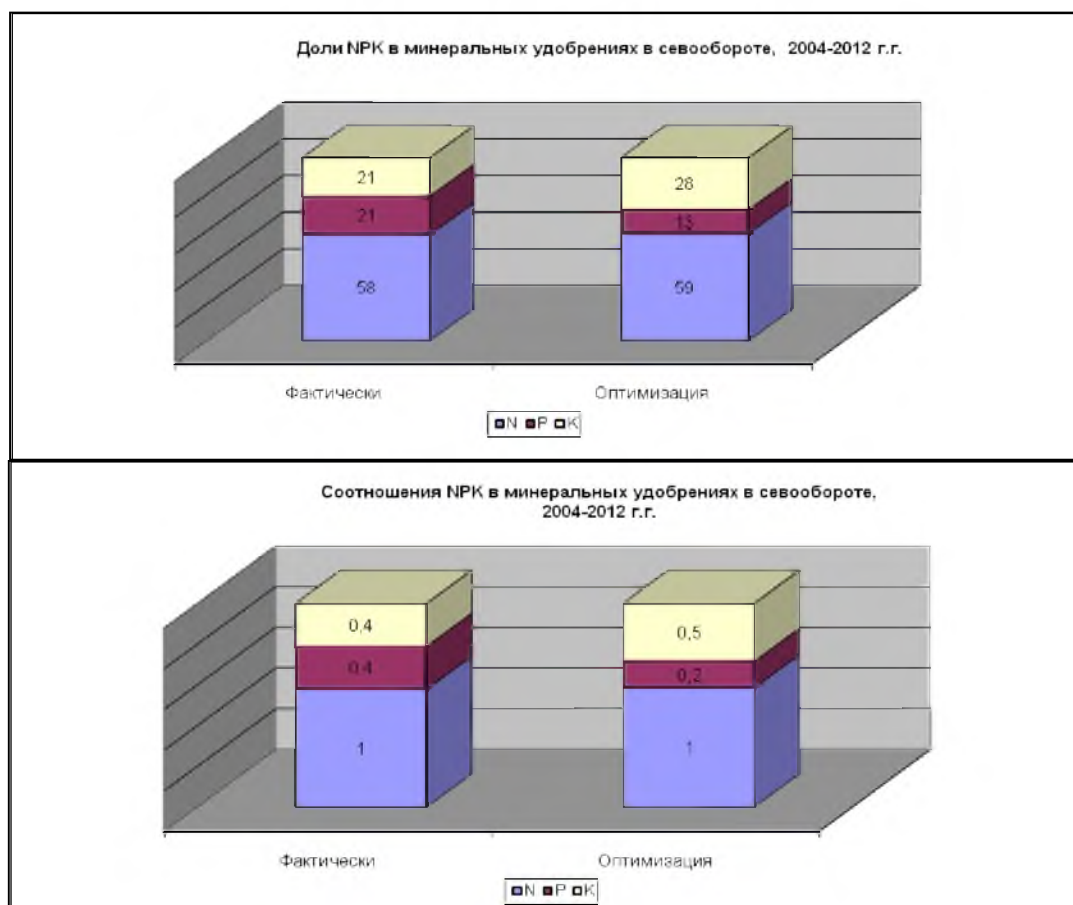 Доли NPK в минеральных удобрениях в севообороте, 2004-2012 г.г.
21
28
21
13
58
59
Фактически
Оптимизация
N P K
Соотношения NPK в минеральных удобрениях в севообороте,
2004-2012 г.г.
0,4
0,5
0,4
0,2
1
1
Фактически
Оптимизация
N P K